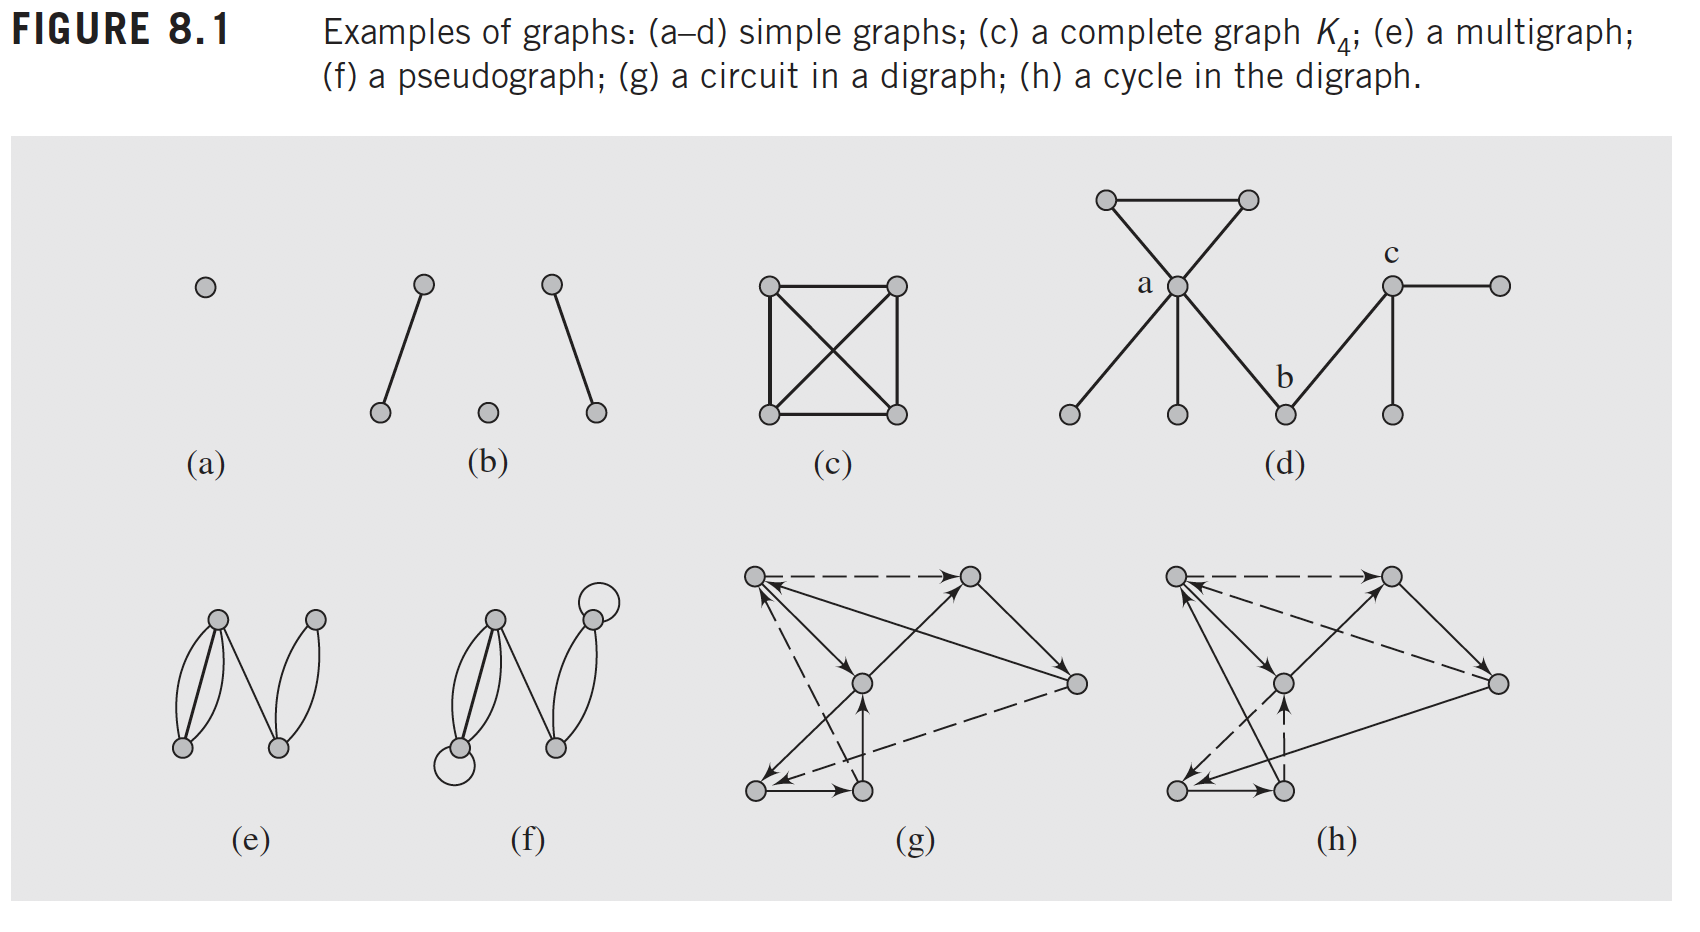 FIGURE 8.1 Examples of graphs: (a–d) simple graphs; (c) a complete graph K4; (e) a multigraph;
(f) a pseudograph; (g) a circuit in a digraph; (h) a cycle in the digraph.
c
a
b
(a) (b) (c) (d)
(e) (f) (g) (h)